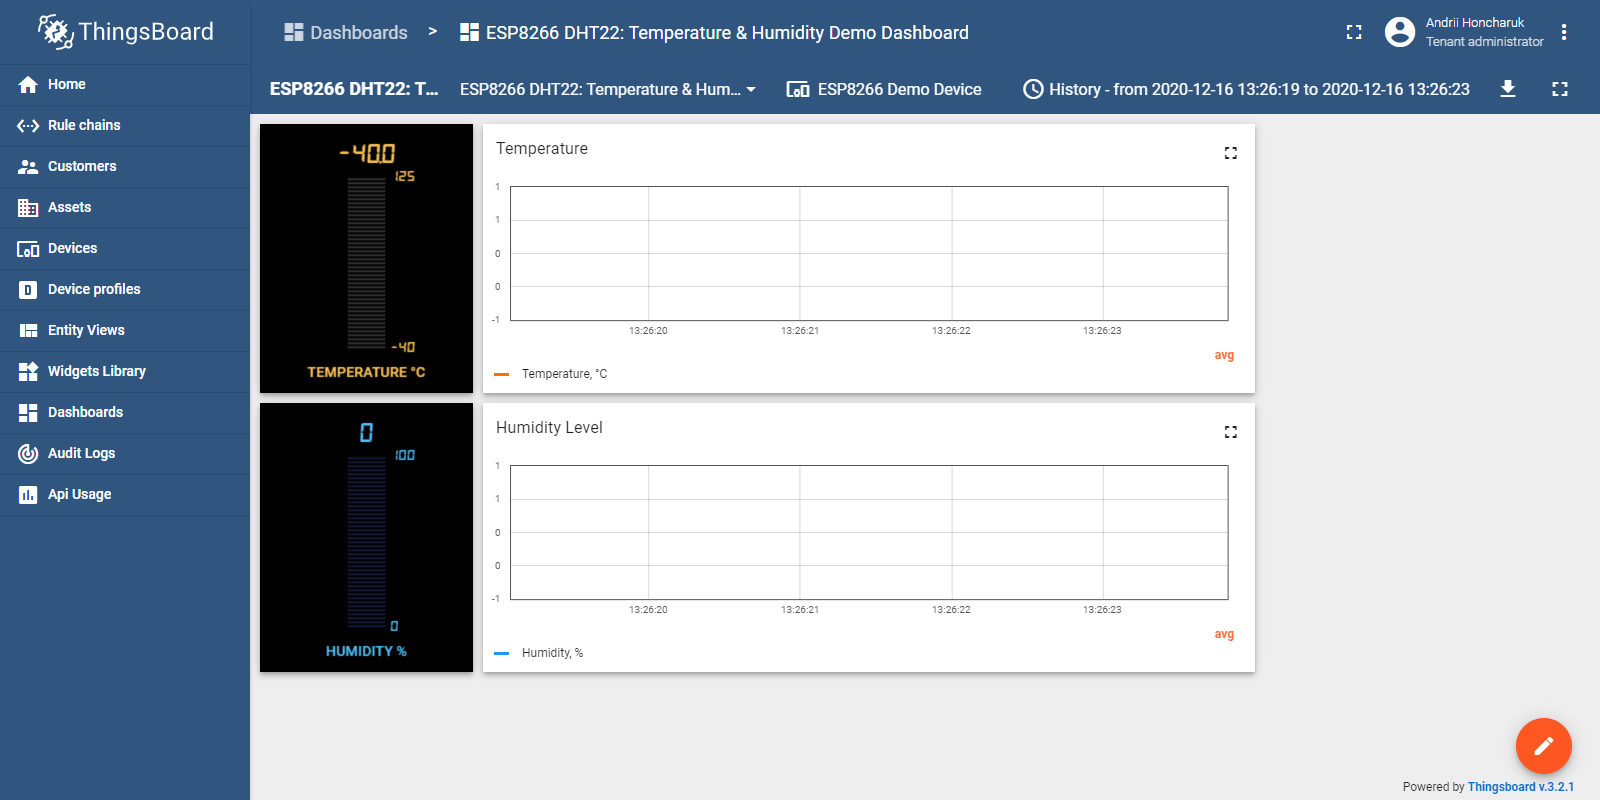 ThingsBoard
Dashboards > ESP8266 DHT22: Temperature & Humidity Demo Dashboard
Andrii Honcharuk
Tenant administrator
Home
Rule chains
Customers
Assets
Devices
Device profiles
Entity Views
Widgets Library
Dashboards
Audit Logs
Api Usage
ESP8266 DHT22: T... ESP8266 DHT22: Temperature & Hum... ESP8266 Demo Device History - from 2020-12-16 13:26:19 to 2020-12-16 13:26:23
-40.0
125
-40
TEMPERATURE °C
Temperature
1
1
0
0
-1
13:26:20 13:26:21 13:26:22 13:26:23
avg
Temperature, °C
0
100
0
HUMIDITY %
Humidity Level
1
1
0
0
-1
13:26:20 13:26:21 13:26:22 13:26:23
avg
Humidity, %
Powered by Thingsboard v.3.2.1